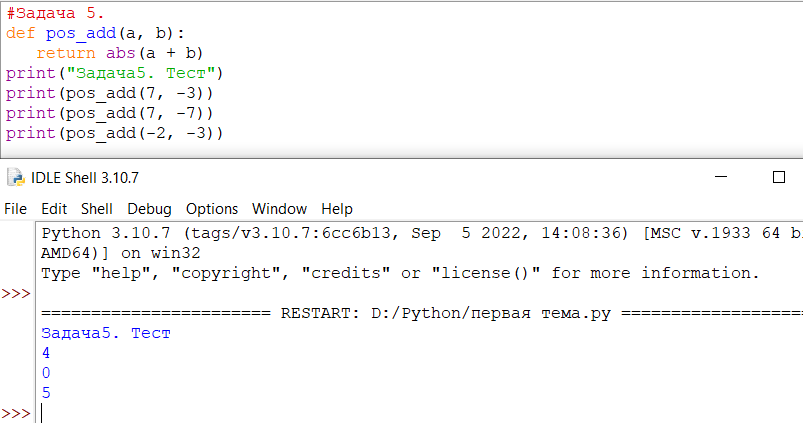 #Задача 5.
def pos_add(a, b):
   return abs(a + b)
print("Задача5. Тест")
print(pos_add(7, -3))
print(pos_add(7, -7))
print(pos_add(-2, -3))
IDLE Shell 3.10.7
File Edit Shell Debug Options Window Help
Python 3.10.7 (tags/v3.10.7:6cc6b13, Sep  5 2022, 14:08:36) [MSC v.1933 64 b
AMD64)] on win32
Type "help", "copyright", "credits" or "license()" for more information.
>>>
======================= RESTART: D:/Python/первая тема.py ===================
Задача5. Тест
4
0
5
>>>